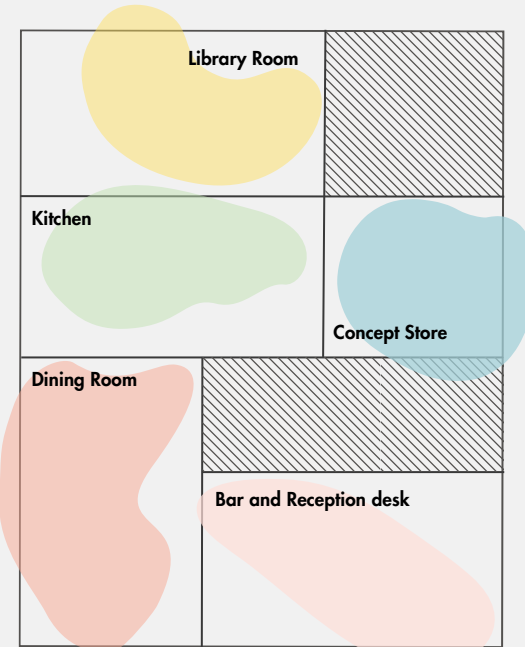 Library Room
Kitchen
Concept Store
Dining Room
Bar and Reception desk